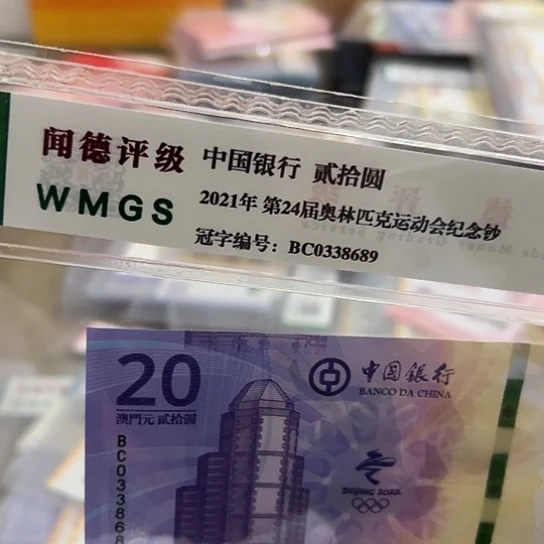 闻德评级
WMGS
中国银行 贰拾圆
2021年 第24届奥林匹克运动会纪念钞
冠字编号：BC0338689
20
澳門元 貳拾圓
中國銀行
BANCO DA CHINA
BC033868
BEIJING 2022